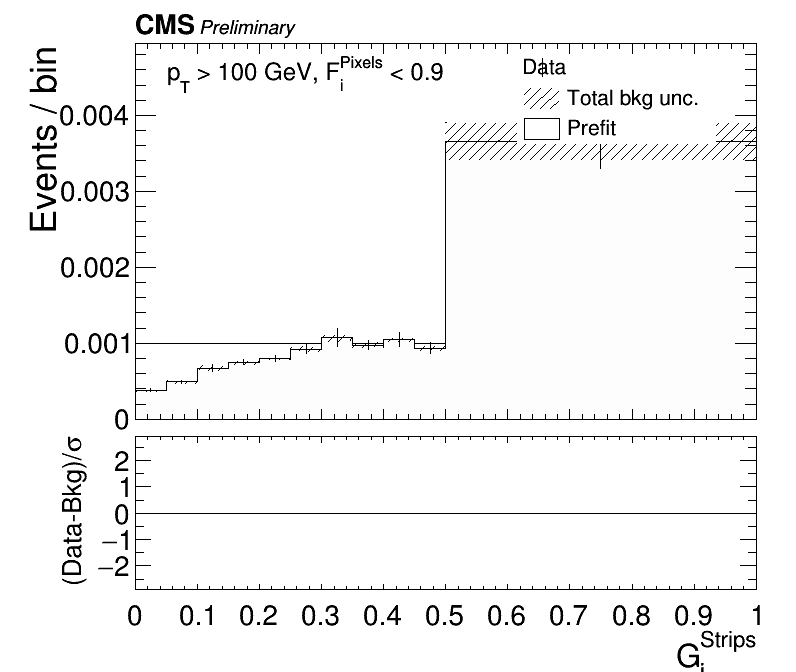 CMS Preliminary
p_T > 100 GeV, F_i^Pixels < 0.9
Data
Total bkg unc.
Prefit
Events / bin
0.004
0.003
0.002
0.001
0
(Data-Bkg)/σ
2
1
0
−1
−2
0 0.1 0.2 0.3 0.4 0.5 0.6 0.7 0.8 0.9 1
G_i^Strips